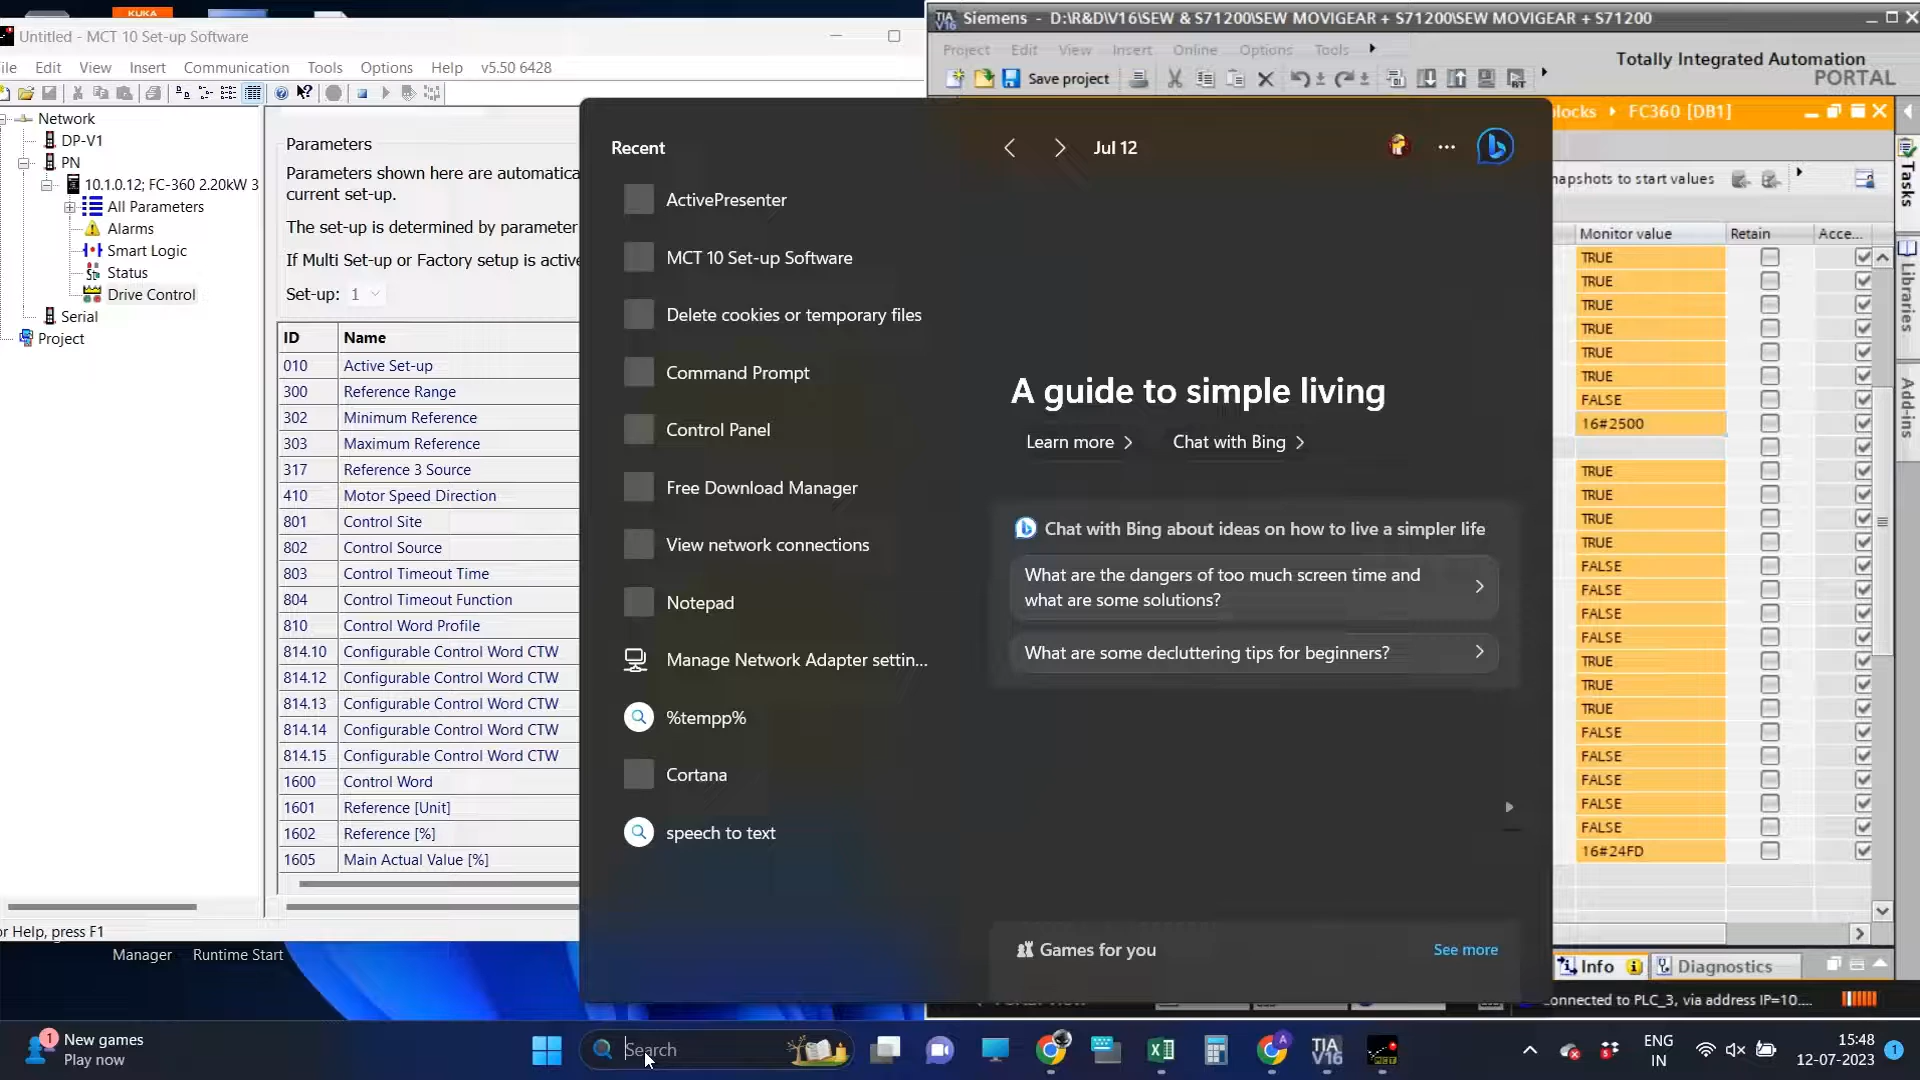 KUKA
Untitled - MCT 10 Set-up Software
ile Edit View Insert Communication Tools Options Help v5.50 6428
Network
DP-V1
PN
10.1.0.12; FC-360 2.20kW 3
All Parameters
Alarms
Smart Logic
Status
Drive Control
Serial
Project
Parameters
Parameters shown here are automatica
current set-up.
The set-up is determined by parameter
If Multi Set-up or Factory setup is active
Set-up: 1
ID Name
010 Active Set-up
300 Reference Range
302 Minimum Reference
303 Maximum Reference
317 Reference 3 Source
410 Motor Speed Direction
801 Control Site
802 Control Source
803 Control Timeout Time
804 Control Timeout Function
810 Control Word Profile
814.10 Configurable Control Word CTW
814.12 Configurable Control Word CTW
814.13 Configurable Control Word CTW
814.14 Configurable Control Word CTW
814.15 Configurable Control Word CTW
1600 Control Word
1601 Reference [Unit]
1602 Reference [%]
1605 Main Actual Value [%]
or Help, press F1
Manager Runtime Start
Recent
ActivePresenter
MCT 10 Set-up Software
Delete cookies or temporary files
Command Prompt
Control Panel
Free Download Manager
View network connections
Notepad
Manage Network Adapter settin...
%tempp%
Cortana
speech to text
Jul 12
A guide to simple living
Learn more
Chat with Bing
Chat with Bing about ideas on how to live a simpler life
What are the dangers of too much screen time and
what are some solutions?
What are some decluttering tips for beginners?
Games for you
See more
TIA V16
Siemens - D:\R&D\V16\SEW & S71200\SEW MOVIGEAR + S71200\SEW MOVIGEAR + S71200
Project Edit View Insert Online Options Tools
Totally Integrated Automation
PORTAL
Save project
locks FC360 [DB1]
napshots to start values
Monitor value Retain Acce...
TRUE
TRUE
TRUE
TRUE
TRUE
TRUE
FALSE
16#2500
TRUE
TRUE
TRUE
TRUE
FALSE
FALSE
FALSE
FALSE
TRUE
TRUE
TRUE
FALSE
FALSE
FALSE
FALSE
FALSE
16#24FD
Tasks
Libraries
Add-ins
Info
Diagnostics
onnected to PLC_3, via address IP=10....
1
New games
Play now
Search
TIA
V16
ENG
IN
15:48
12-07-2023
1